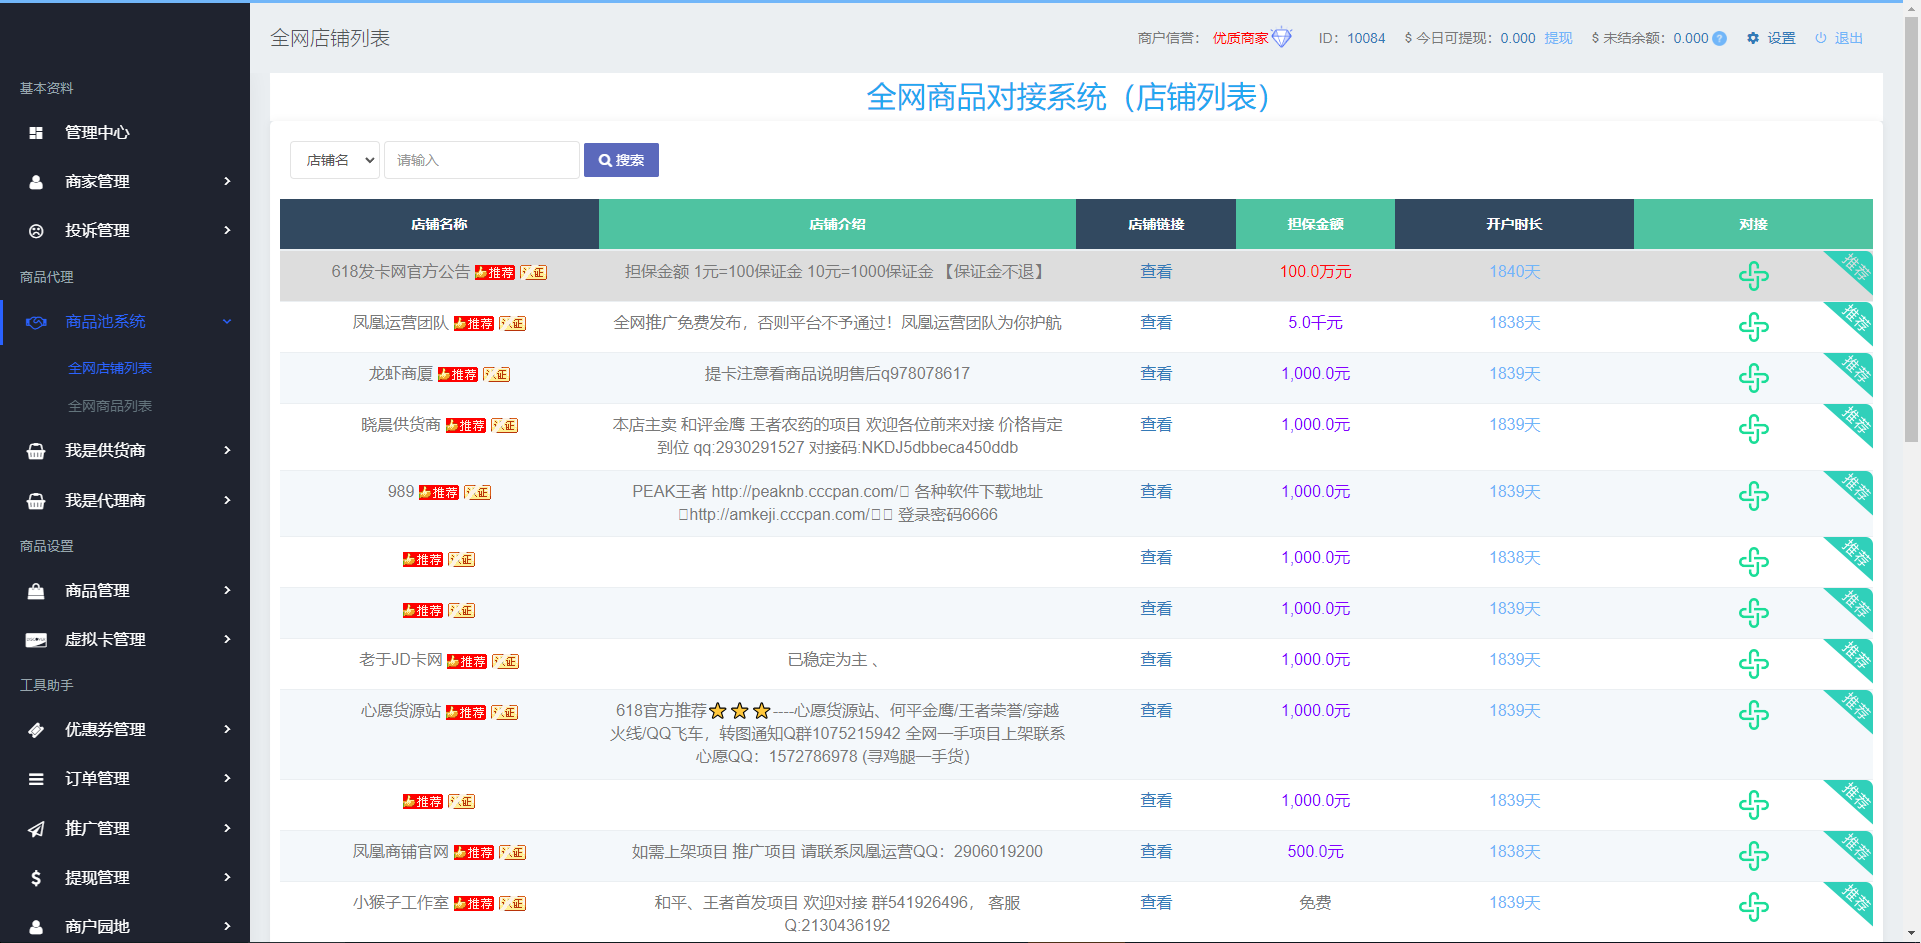 全网店铺列表
商户信誉： 优质商家 ID：10084 $ 今日可提现：0.000 提现 $ 未结余额：0.000 设置 退出
基本资料
管理中心
商家管理
投诉管理
商品代理
商品池系统
全网店铺列表
全网商品列表
我是供货商
我是代理商
商品设置
商品管理
虚拟卡管理
工具助手
优惠券管理
订单管理
推广管理
提现管理
商户园地
全网商品对接系统（店铺列表）
店铺名 请输入 搜索
店铺名称 店铺介绍 店铺链接 担保金额 开户时长 对接
618发卡网官方公告 推荐 证 担保金额 1元=100保证金 10元=1000保证金 【保证金不退】 查看 100.0万元 1840天 推荐
凤凰运营团队 推荐 证 全网推广免费发布，否则平台不予通过！凤凰运营团队为你护航 查看 5.0千元 1838天 推荐
龙虾商厦 推荐 证 提卡注意看商品说明售后q978078617 查看 1,000.0元 1839天 推荐
晓晨供货商 推荐 证 本店主卖 和评金鹰 王者农药的项目 欢迎各位前来对接 价格肯定 查看 1,000.0元 1839天 推荐
到位 qq:2930291527 对接码:NKDJ5dbbeca450ddb
989 推荐 证 PEAK王者 http://peaknb.cccpan.com/ 各种软件下载地址 查看 1,000.0元 1839天 推荐
http://amkeji.cccpan.com/ 登录密码6666
推荐 证 查看 1,000.0元 1838天 推荐
推荐 证 查看 1,000.0元 1839天 推荐
老于JD卡网 推荐 证 已稳定为主 、 查看 1,000.0元 1839天 推荐
心愿货源站 推荐 证 618官方推荐⭐⭐⭐----心愿货源站、何平金鹰/王者荣誉/穿越 查看 1,000.0元 1839天 推荐
火线/QQ飞车，转图通知Q群1075215942 全网一手项目上架联系
心愿QQ：1572786978 (寻鸡腿一手货)
推荐 证 查看 1,000.0元 1839天 推荐
凤凰商铺官网 推荐 证 如需上架项目 推广项目 请联系凤凰运营QQ：2906019200 查看 500.0元 1838天 推荐
小猴子工作室 推荐 证 和平、王者首发项目 欢迎对接 群541926496， 客服 查看 免费 1839天 推荐
Q:2130436192